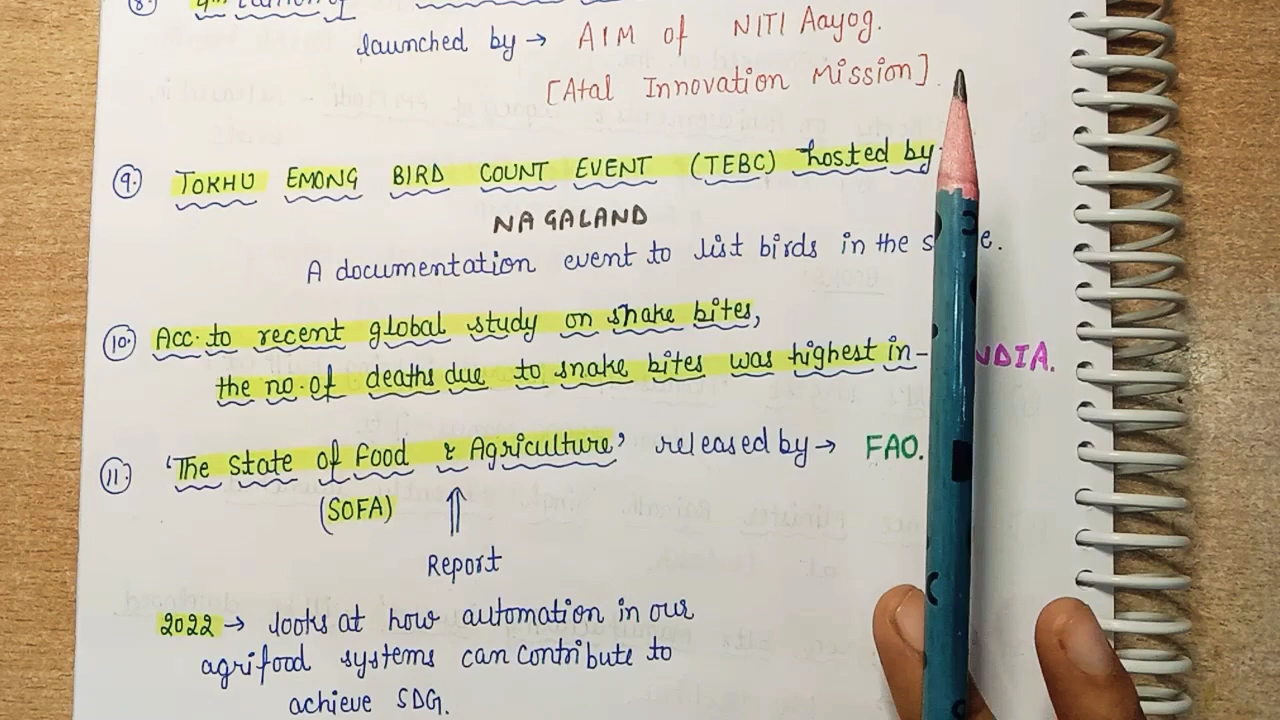 8.
launched by → AIM of NITI Aayog.
[Atal Innovation Mission]
9. TOKHU EMONG BIRD COUNT EVENT (TEBC) hosted by
NAGALAND
A documentation event to list birds in the
10. Acc. to recent global study on snake bites,
the no. of deaths due to snake bites was highest in- NDIA.
11. 'The State of Food & Agriculture' released by → FAO.
(SOFA)
Report
2022 → looks at how automation in our
agrifood systems can contribute to
achieve SDG.